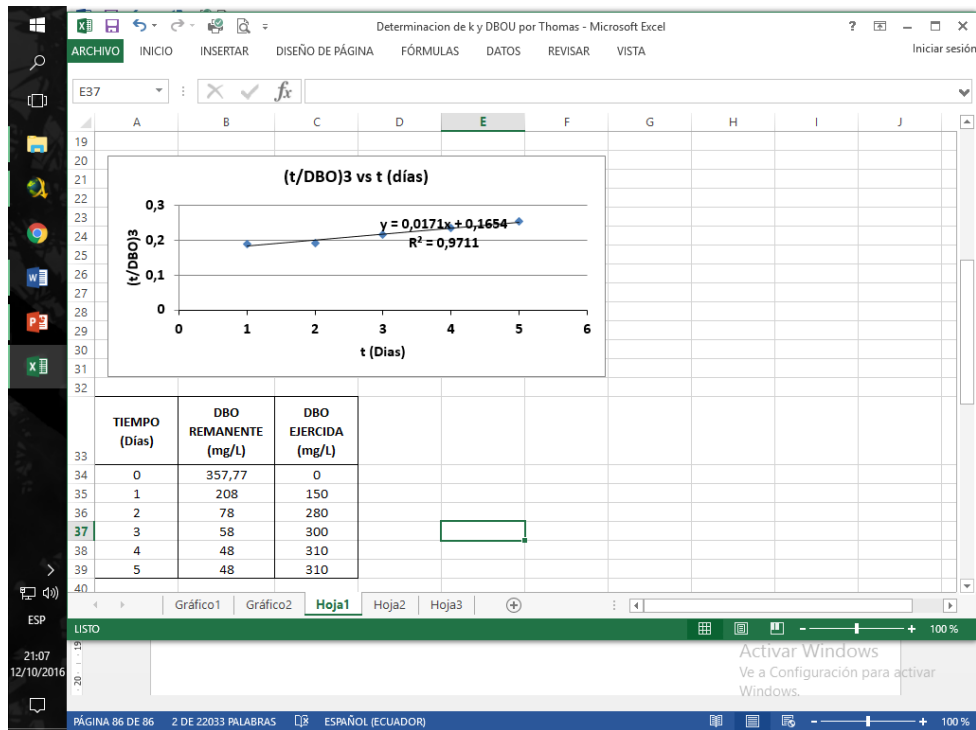 Determinacion de k y DBOU por Thomas - Microsoft Excel
?
ARCHIVO INICIO INSERTAR DISEÑO DE PÁGINA FÓRMULAS DATOS REVISAR VISTA Iniciar sesión
E37 fx
A B C D E F G H I J
19
20
21
22
23
24
25
26
27
28
29
30
31
32
(t/DBO)3 vs t (días)
0,3
0,2
0,1
0
(t/DBO)3
y = 0,0171x + 0,1654
R² = 0,9711
0 1 2 3 4 5 6
t (Dias)
33 TIEMPO (Días) DBO REMANENTE (mg/L) DBO EJERCIDA (mg/L)
34 0 357,77 0
35 1 208 150
36 2 78 280
37 3 58 300
38 4 48 310
39 5 48 310
40
Gráfico1 Gráfico2 Hoja1 Hoja2 Hoja3
LISTO 100 %
19
20
Activar Windows
Ve a Configuración para activar
Windows.
PÁGINA 86 DE 86 2 DE 22033 PALABRAS ESPAÑOL (ECUADOR) 100 %
ESP
21:07
12/10/2016